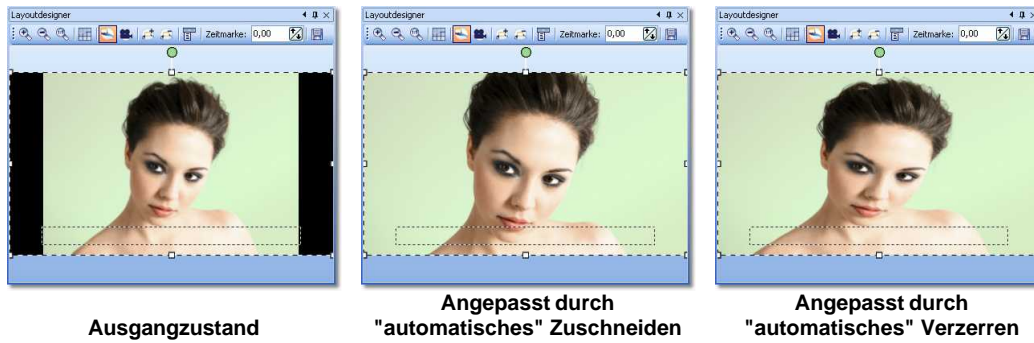 Layoutdesigner
Zeitmarke: 0,00
Layoutdesigner
Zeitmarke: 0,00
Layoutdesigner
Zeitmarke: 0,00
Ausgangzustand
Angepasst durch
"automatisches" Zuschneiden
Angepasst durch
"automatisches" Verzerren